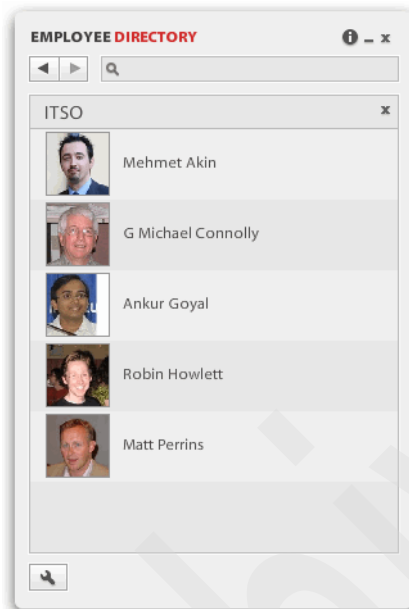 EMPLOYEE DIRECTORY
ITSO
Mehmet Akin
G Michael Connolly
Ankur Goyal
Robin Howlett
Matt Perrins